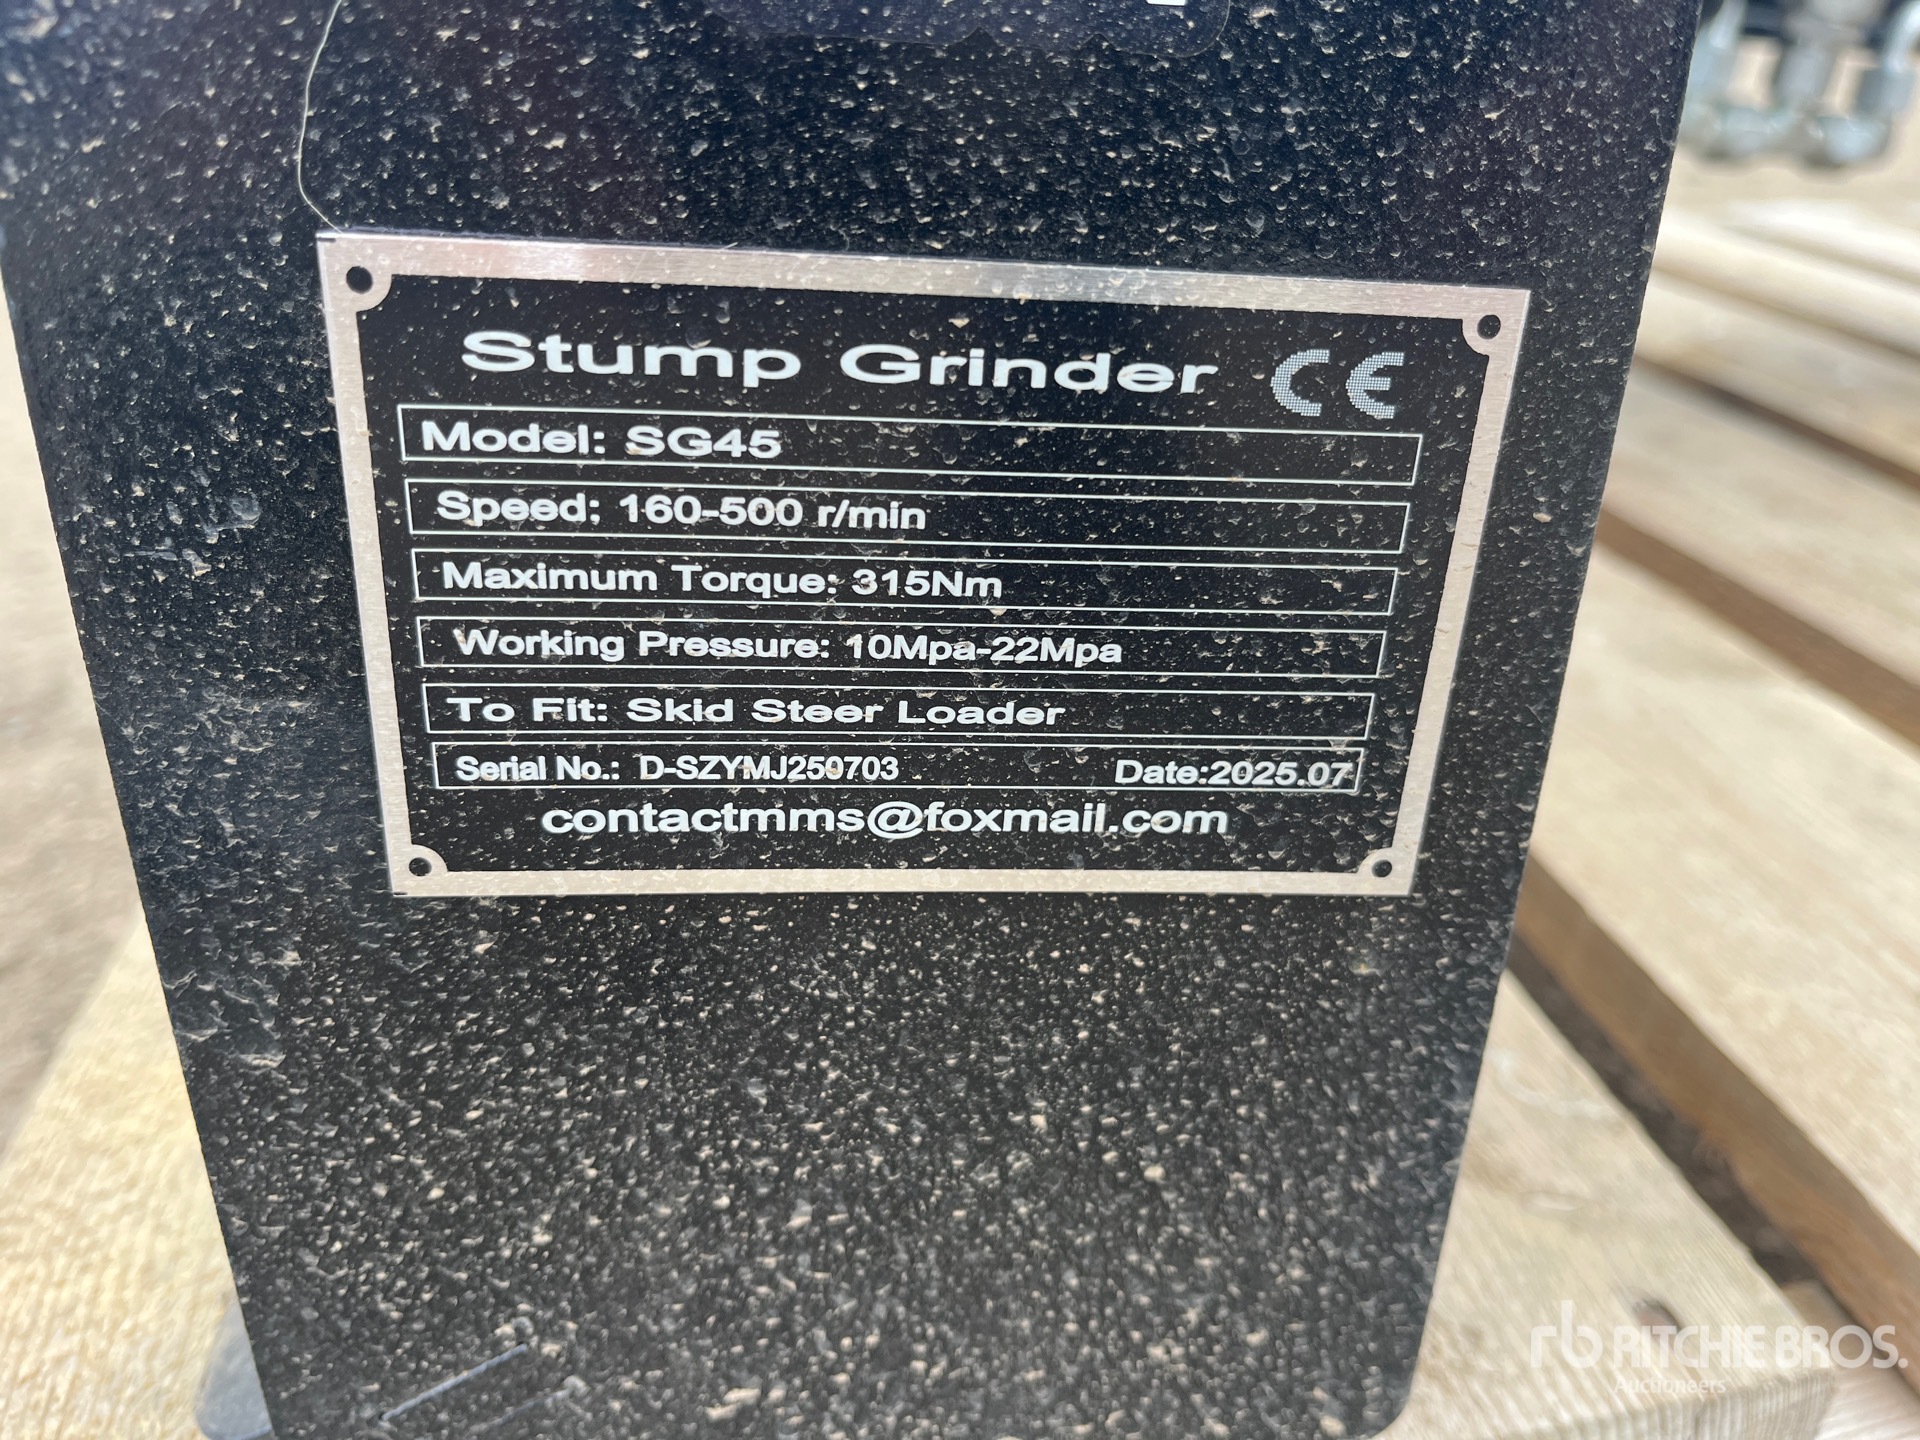 Stump Grinder CE
Model: SG45
Speed: 160-500 r/min
Maximum Torque: 315Nm
Working Pressure: 10Mpa-22Mpa
To Fit: Skid Steer Loader
Serial No.: D-SZYMJ250703 Date:2025.07
contactmms@foxmail.com
rb RITCHIE BROS.
Auctioneers